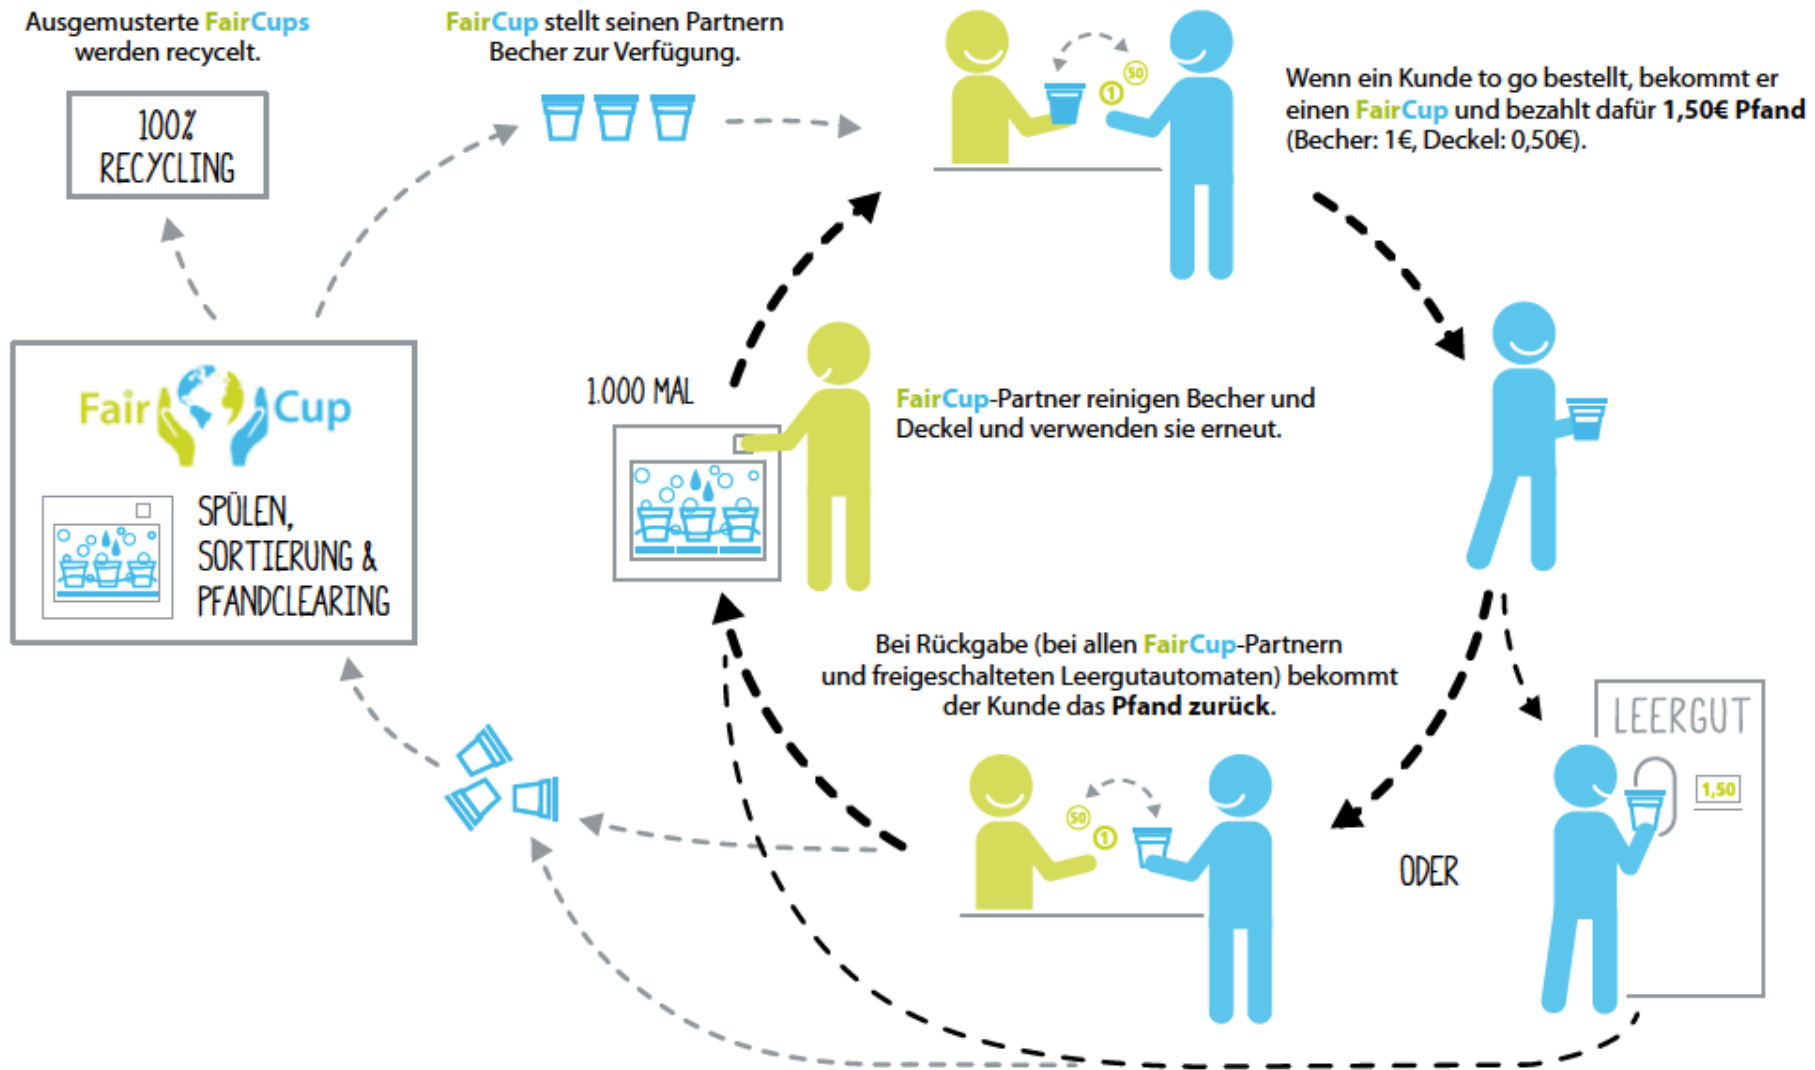 Ausgemusterte FairCups
werden recycelt.
100%
RECYCLING
FairCup stellt seinen Partnern
Becher zur Verfügung.
50
1
Wenn ein Kunde to go bestellt, bekommt er
einen FairCup und bezahlt dafür 1,50€ Pfand
(Becher: 1€, Deckel: 0,50€).
FairCup
SPÜLEN,
SORTIERUNG &
PFANDCLEARING
1.000 MAL
FairCup-Partner reinigen Becher und
Deckel und verwenden sie erneut.
Bei Rückgabe (bei allen FairCup-Partnern
und freigeschalteten Leergutautomaten) bekommt
der Kunde das Pfand zurück.
50
1
ODER
LEERGUT
1,50